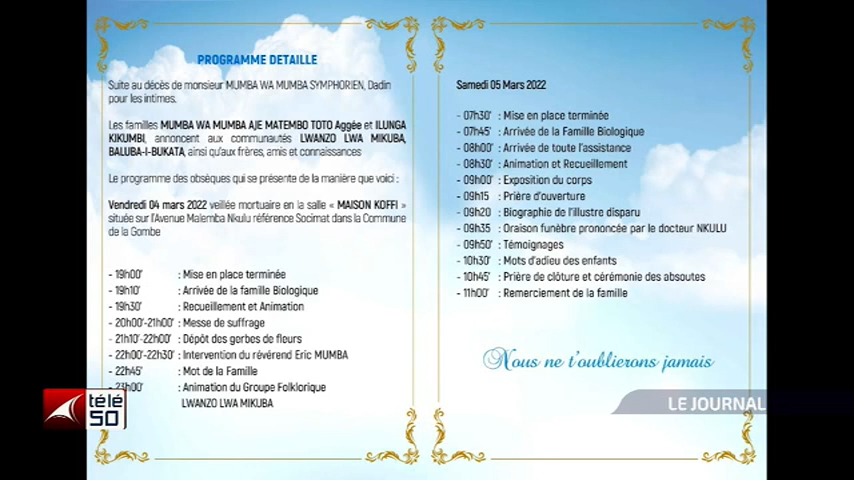 PROGRAMME DETAILLE
Suite au décès de monsieur MUMBA WA MUMBA SYMPHORIEN, Dadin
pour les intimes.
Les familles MUMBA WA MUMBA AJE MATEMBO TOTO Aggée et ILUNGA
KIKUMBI, annoncent aux communautés LWANZO LWA MIKUBA,
BALUBA-I-BUKATA, ainsi qu'aux frères, amis et connaissances
Le programme des obsèques qui se présente de la manière que voici :
Vendredi 04 mars 2022 veillée mortuaire en la salle « MAISON KOFFI »
située sur l'Avenue Malemba Nkulu référence Socimat dans la Commune
de la Gombe
- 19h00' : Mise en place terminée
- 19h10' : Arrivée de la famille Biologique
- 19h30' : Recueillement et Animation
- 20h00'-21h00' : Messe de suffrage
- 21h10'-22h00' : Dépôt des gerbes de fleurs
- 22h00'-22h30' : Intervention du révérend Eric MUMBA
- 22h45' : Mot de la Famille
- 23h00' : Animation du Groupe Folklorique
LWANZO LWA MIKUBA
Samedi 05 Mars 2022
- 07h30' : Mise en place terminée
- 07h45' : Arrivée de la Famille Biologique
- 08h00' : Arrivée de toute l'assistance
- 08h30' : Animation et Recueillement
- 09h00' : Exposition du corps
- 09h15 : Prière d'ouverture
- 09h20 : Biographie de l'illustre disparu
- 09h35 : Oraison funèbre prononcée par le docteur NKULU
- 09h50' : Témoignages
- 10h30' : Mots d'adieu des enfants
- 10h45' : Prière de clôture et cérémonie des absoutes
- 11h00' : Remerciement de la famille
Nous ne t'oublierons jamais
télé
50
LE JOURNAL